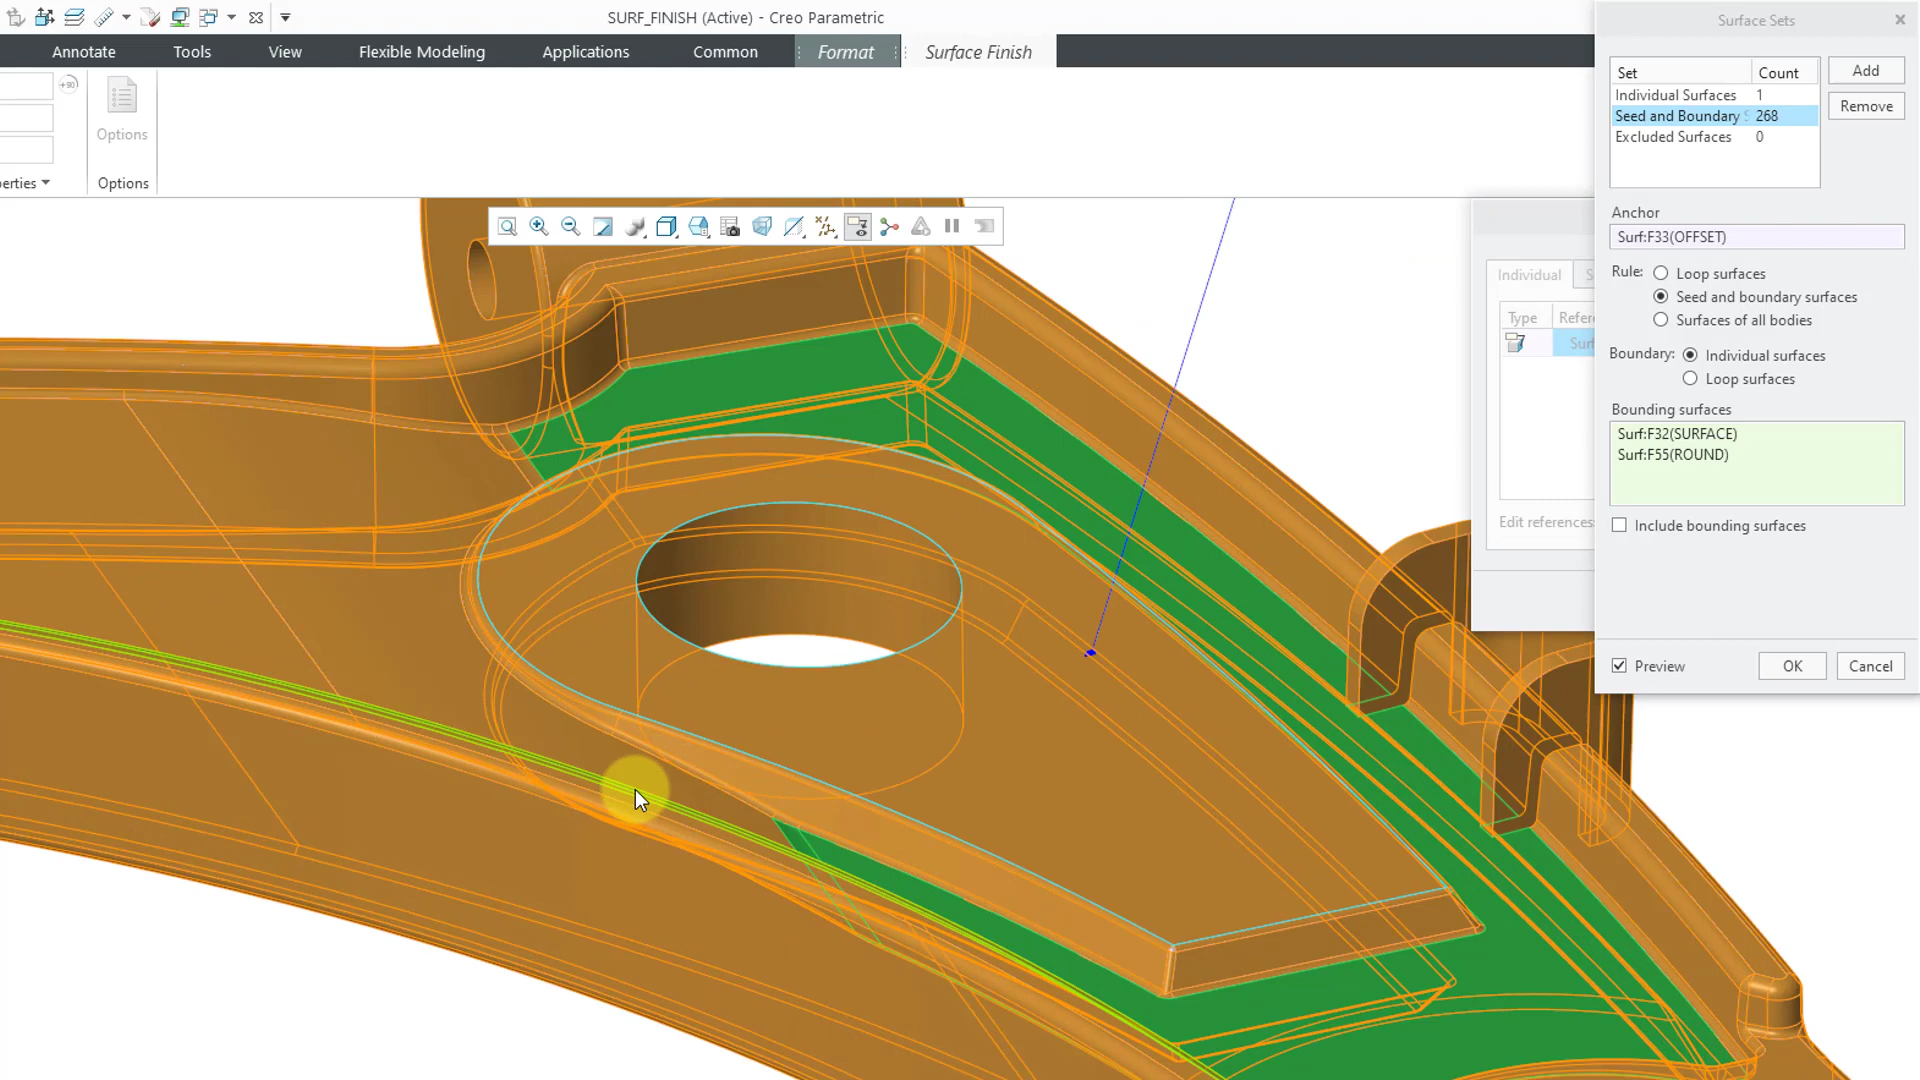 SURF_FINISH (Active) - Creo Parametric
Annotate Tools View Flexible Modeling Applications Common Format Surface Finish
+90
Options
erties
Options
Surface Sets
Set Count
Individual Surfaces 1
Seed and Boundary S 268
Excluded Surfaces 0
Add
Remove
Anchor
Surf:F33(OFFSET)
Rule: Loop surfaces
Seed and boundary surfaces
Surfaces of all bodies
Boundary: Individual surfaces
Loop surfaces
Bounding surfaces
Surf:F32(SURFACE)
Surf:F55(ROUND)
Include bounding surfaces
Preview OK Cancel
Individual S
Type Refere
Surf
Edit references: